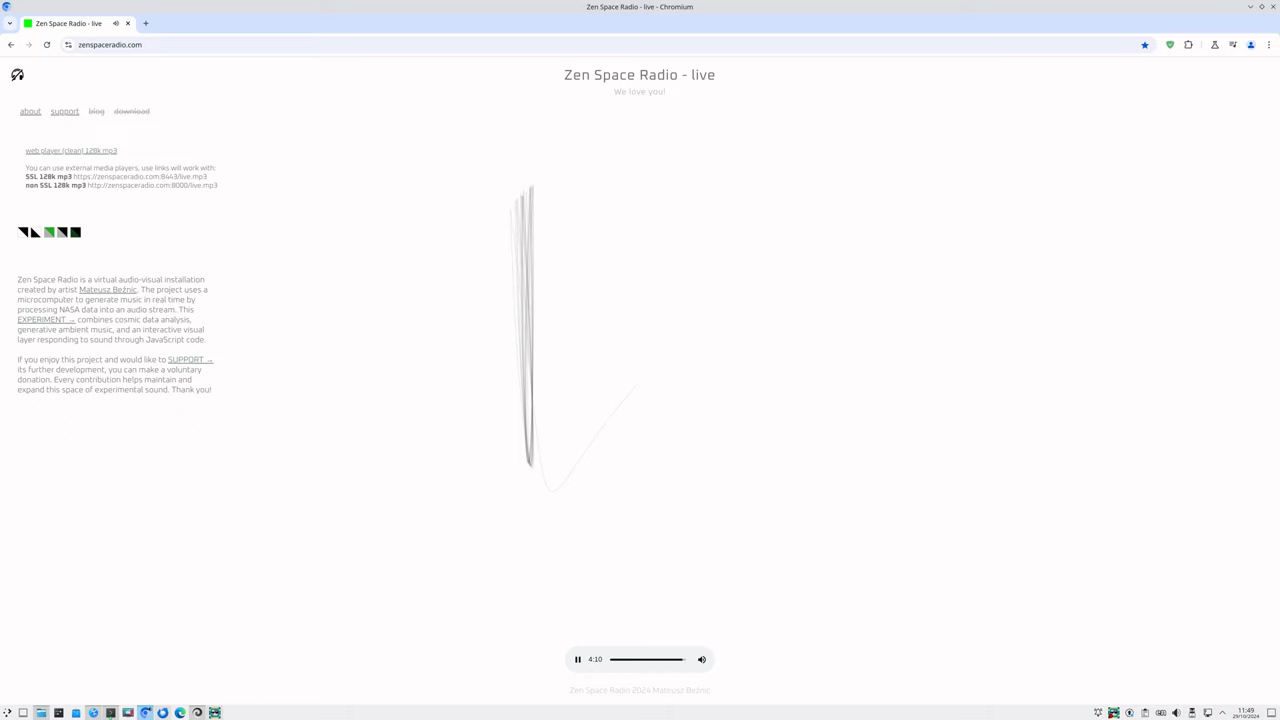 Zen Space Radio - live - Chromium
Zen Space Radio - live
zenspaceradio.com
Zen Space Radio - live
We love you!
about support blog download
web player (clean) 128k mp3
You can use external media players, use links will work with:
SSL 128k mp3 https://zenspaceradio.com:8443/live.mp3
non SSL 128k mp3 http://zenspaceradio.com:8000/live.mp3
Zen Space Radio is a virtual audio-visual installation
created by artist Mateusz Beźnic. The project uses a
microcomputer to generate music in real time by
processing NASA data into an audio stream. This
EXPERIMENT → combines cosmic data analysis,
generative ambient music, and an interactive visual
layer responding to sound through JavaScript code.
If you enjoy this project and would like to SUPPORT →
its further development, you can make a voluntary
donation. Every contribution helps maintain and
expand this space of experimental sound. Thank you!
4:10
Zen Space Radio 2024 Mateusz Beźnic
11:49
29/10/2024